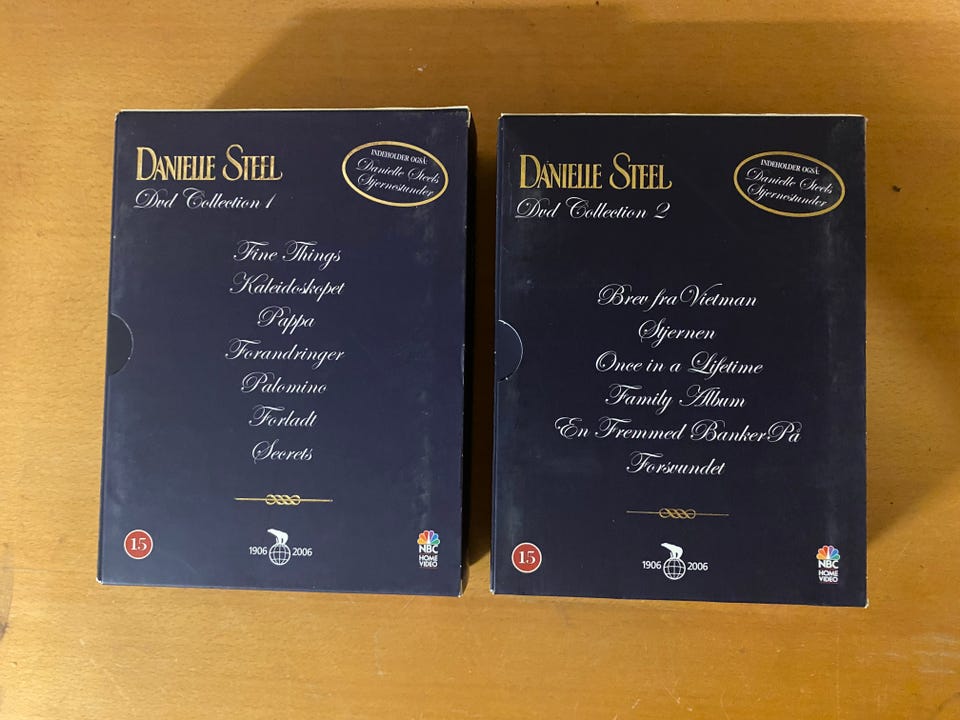 DANIELLE STEEL
Dvd Collection 1
INDEHOLDER OGSÅ:
Danielle Steels
Stjernestunder
Fine Things
Kaleidoskopet
Pappa
Forandringer
Palomino
Forladt
Secrets
15
1906 2006
NBC
HOME
VIDEO
DANIELLE STEEL
Dvd Collection 2
INDEHOLDER OGSÅ:
Danielle Steels
Stjernestunder
Brev fra Vietman
Stjernen
Once in a Lifetime
Family Album
En Fremmed Banker På
Forsvundet
15
1906 2006
NBC
HOME
VIDEO